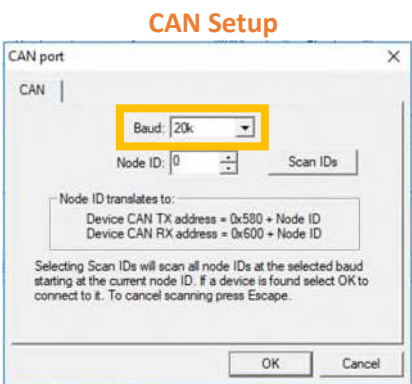 CAN Setup
CAN port
CAN
Baud: 20k
Node ID: 0
Scan IDs
Node ID translates to:
Device CAN TX address = 0x580 + Node ID
Device CAN RX address = 0x600 + Node ID
Selecting Scan IDs will scan all node IDs at the selected baud
starting at the current node ID. If a device is found select OK to
connect to it. To cancel scanning press Escape.
OK Cancel